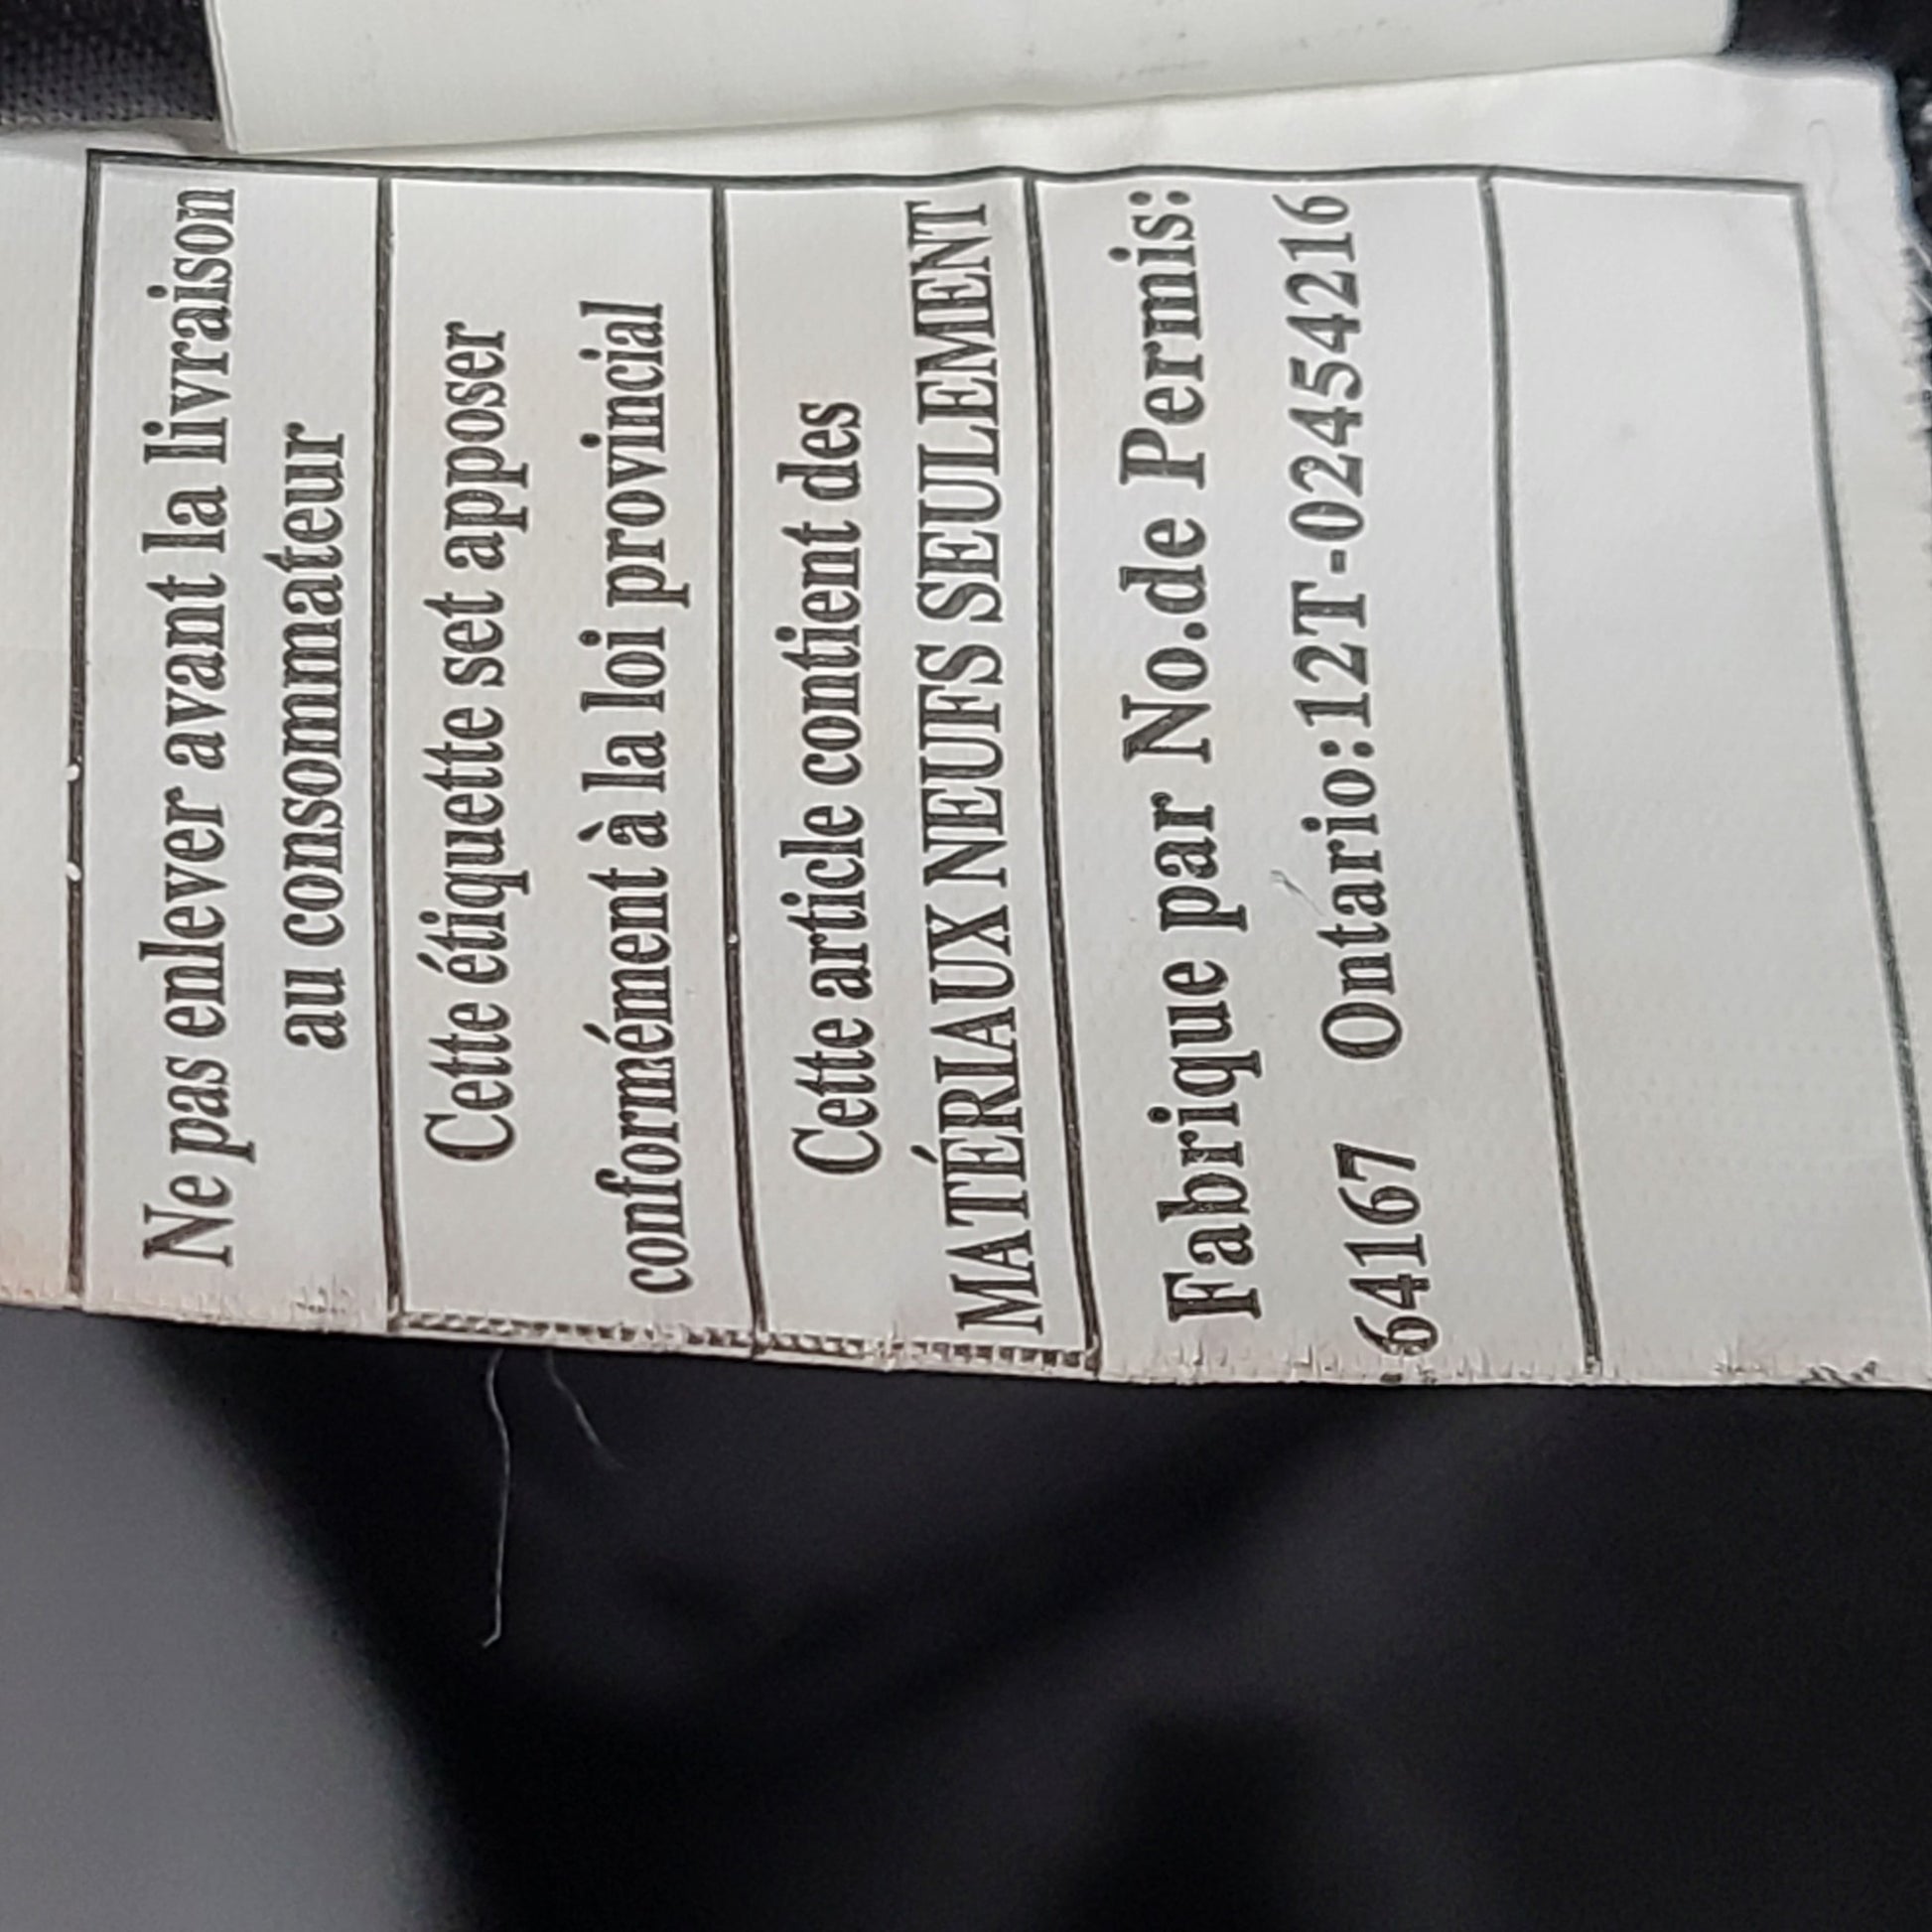 Ne pas enlever avant la livraison
au consommateur
Cette étiquette set apposer
conformément à la loi provincial
Cette article contient des
MATÉRIAUX NEUFS SEULEMENT
Fabrique par No.de Permis:
64167 Ontario:12T-02454216